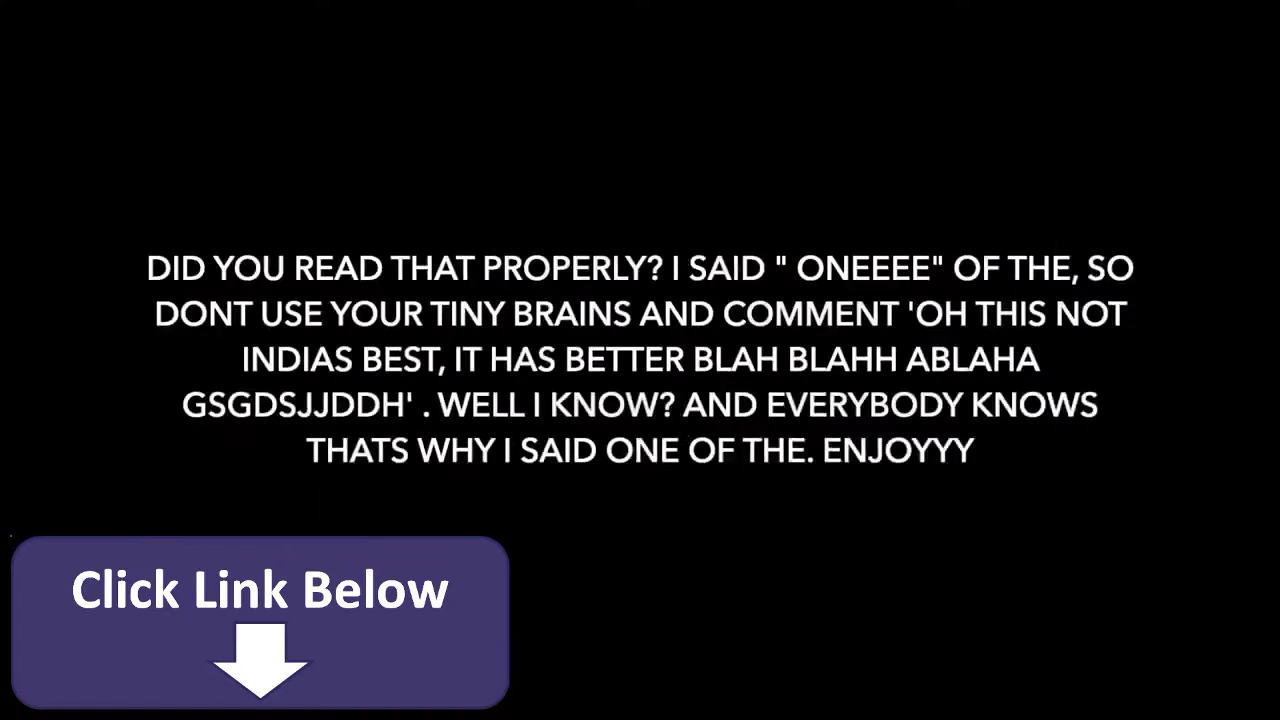 DID YOU READ THAT PROPERLY? I SAID " ONEEEE" OF THE, SO
DONT USE YOUR TINY BRAINS AND COMMENT 'OH THIS NOT
INDIAS BEST, IT HAS BETTER BLAH BLAHH ABLAHA
GSGDSJJDDH' . WELL I KNOW? AND EVERYBODY KNOWS
THATS WHY I SAID ONE OF THE. ENJOYYY
Click Link Below